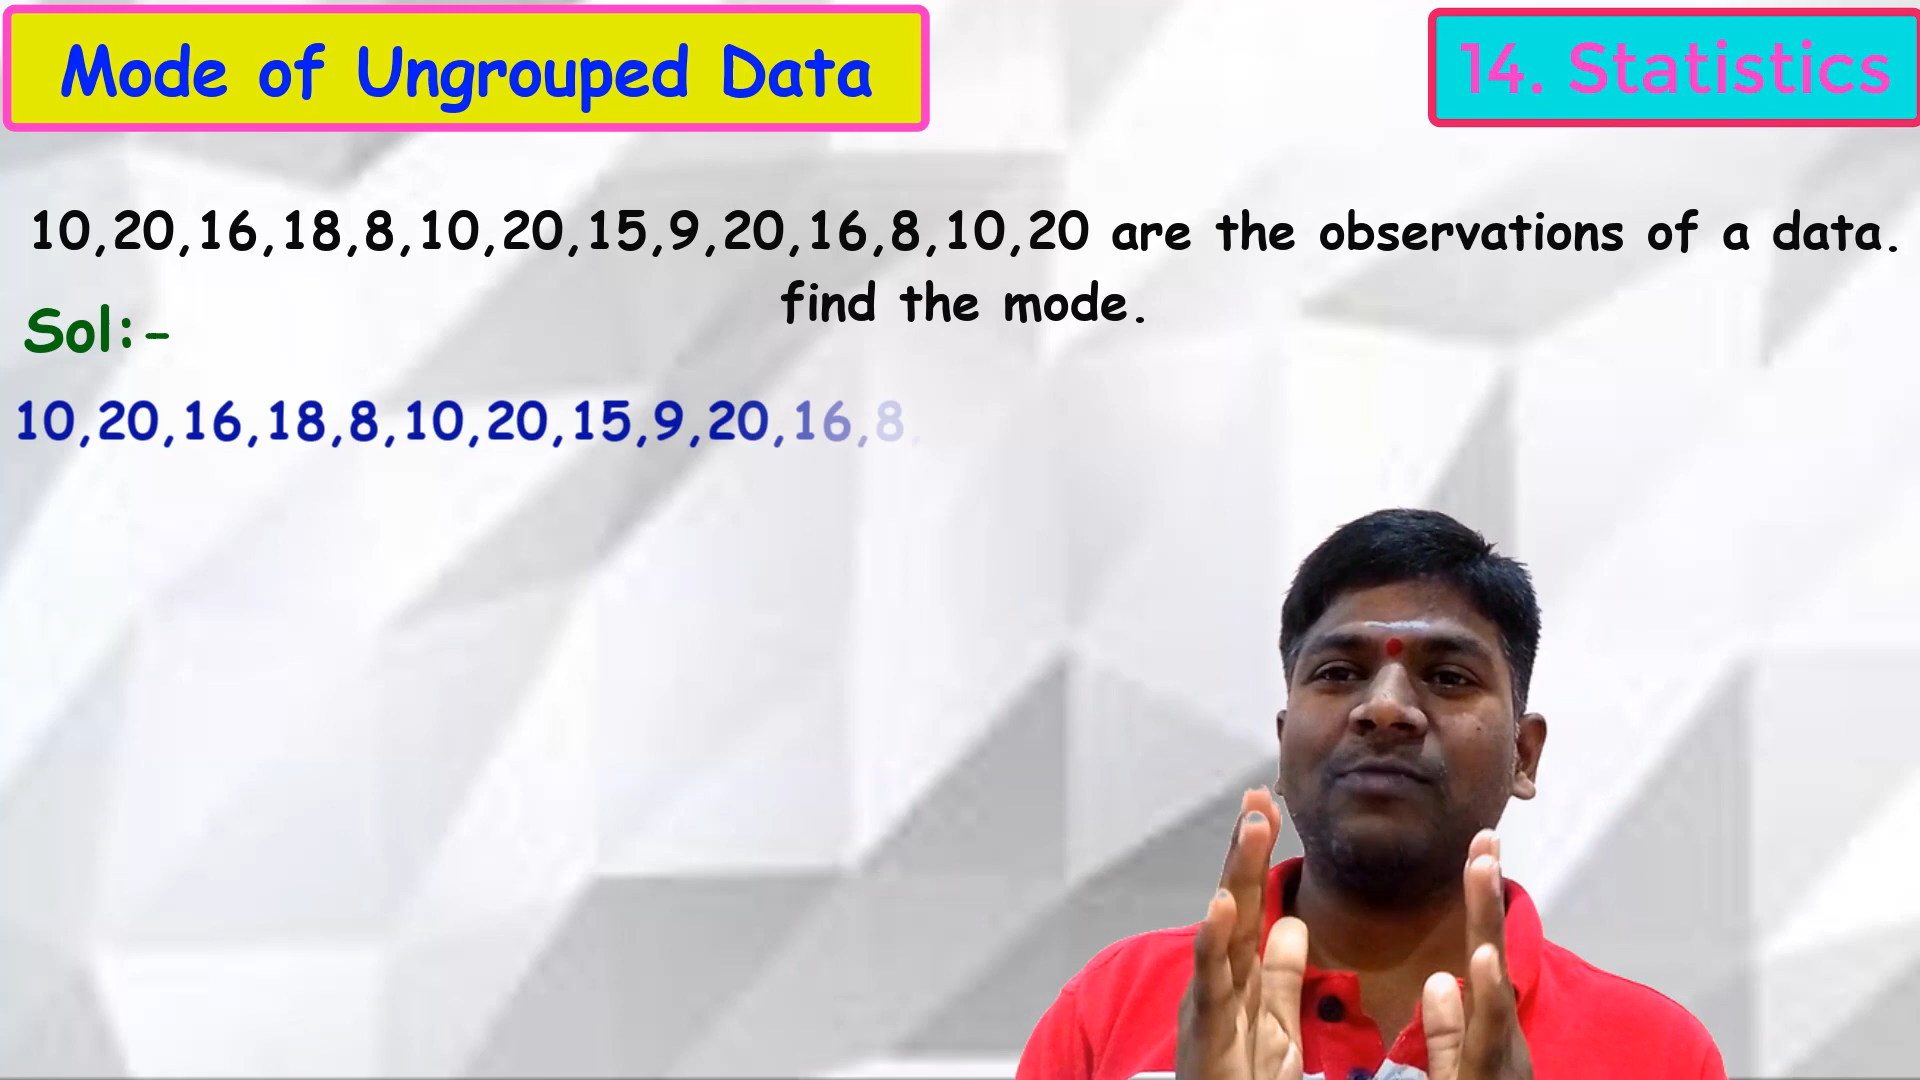 Mode of Ungrouped Data
14. Statistics
10,20,16,18,8,10,20,15,9,20,16,8,10,20 are the observations of a data.
find the mode.
Sol:-
10,20,16,18,8,10,20,15,9,20,16,8,